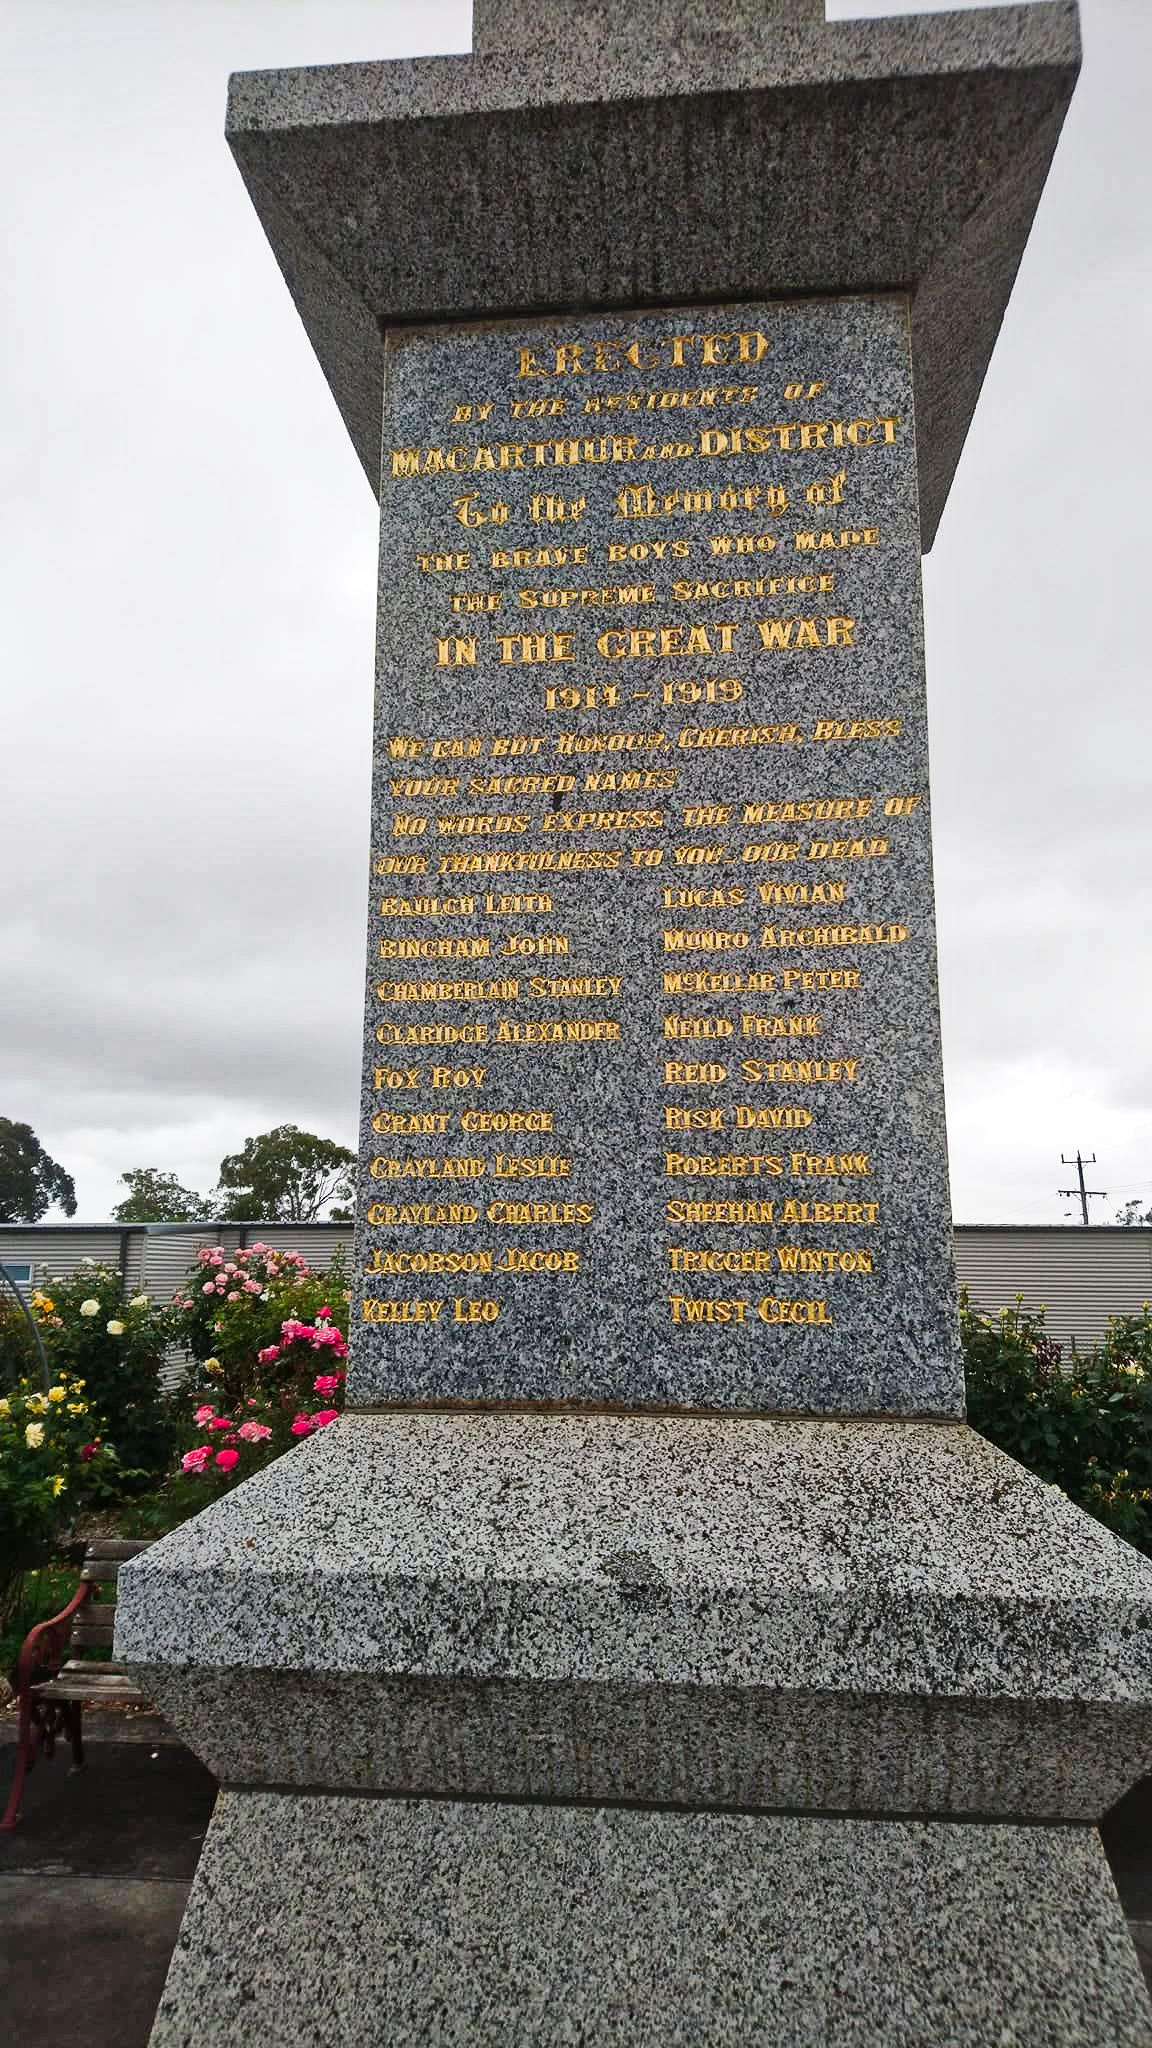 ERECTED
BY THE RESIDENTS OF
MACARTHUR AND DISTRICT
To the Memory of
THE BRAVE BOYS WHO MADE
THE SUPREME SACRIFICE
IN THE GREAT WAR
1914 - 1919
WE CAN BUT HONOUR, CHERISH, BLESS
YOUR SACRED NAMES
NO WORDS EXPRESS THE MEASURE OF
OUR THANKFULNESS TO YOU - OUR DEAD
BAULCH LEITH
BINGHAM JOHN
CHAMBERLAIN STANLEY
CLARIDGE ALEXANDER
FOX ROY
GRANT GEORGE
GRAYLAND LESLIE
GRAYLAND CHARLES
JACOBSON JACOB
KELLEY LEO
LUCAS VIVIAN
MUNRO ARCHIBALD
McKELLAR PETER
NEILD FRANK
REID STANLEY
RISK DAVID
ROBERTS FRANK
SHEEHAN ALBERT
TRIGGER WINTON
TWIST CECIL